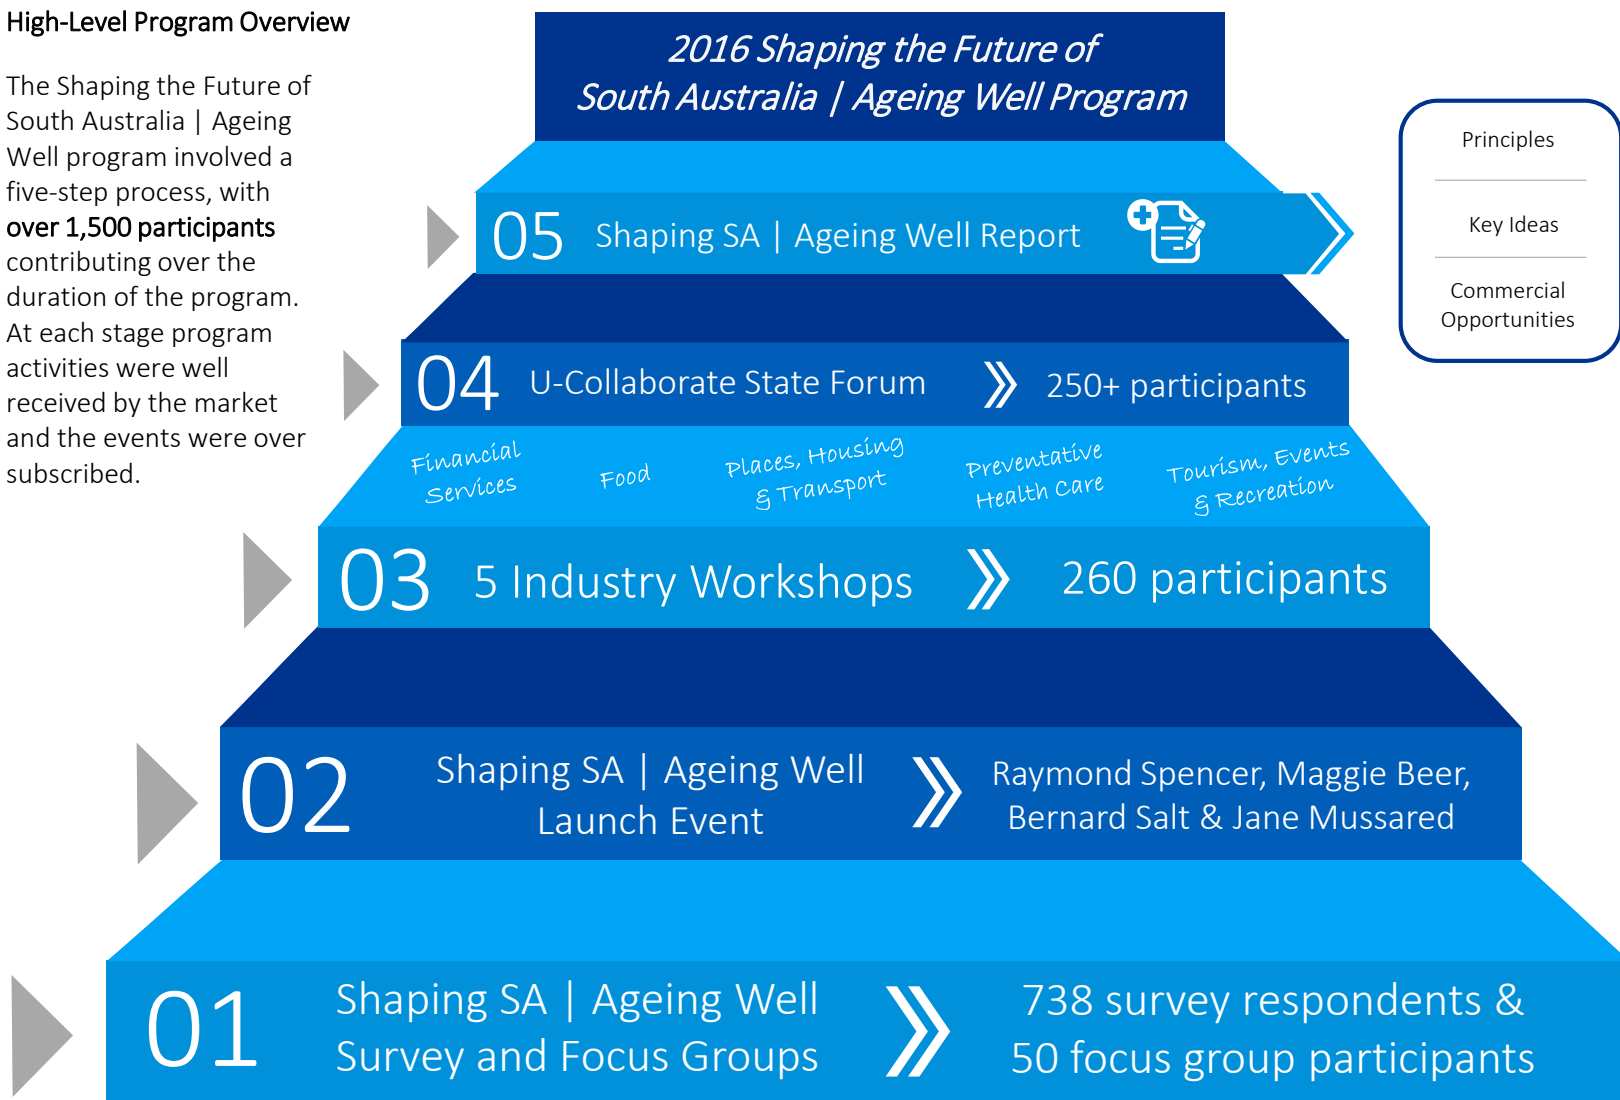 High-Level Program Overview
The Shaping the Future of
South Australia | Ageing
Well program involved a
five-step process, with
over 1,500 participants
contributing over the
duration of the program.
At each stage program
activities were well
received by the market
and the events were over
subscribed.
2016 Shaping the Future of
South Australia | Ageing Well Program
05 Shaping SA | Ageing Well Report
Principles
Key Ideas
Commercial
Opportunities
04 U-Collaborate State Forum 250+ participants
Financial
Services
Food
Places, Housing
& Transport
Preventative
Health Care
Tourism, Events
& Recreation
03 5 Industry Workshops 260 participants
02
Shaping SA | Ageing Well
Launch Event
Raymond Spencer, Maggie Beer,
Bernard Salt & Jane Mussared
01
Shaping SA | Ageing Well
Survey and Focus Groups
738 survey respondents &
50 focus group participants